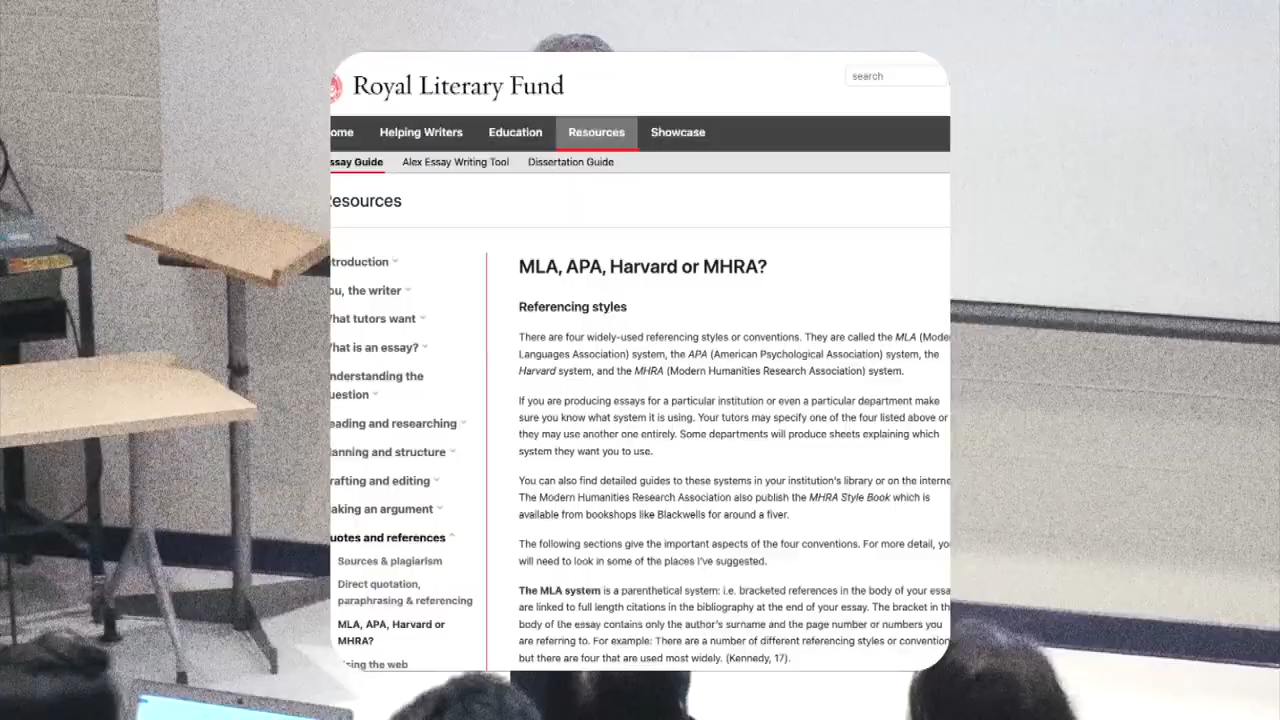 Royal Literary Fund
search
ome Helping Writers Education Resources Showcase
ssay Guide Alex Essay Writing Tool Dissertation Guide
esources
troduction
ou, the writer
hat tutors want
hat is an essay?
nderstanding the
uestion
eading and researching
anning and structure
rafting and editing
aking an argument
uotes and references
Sources & plagiarism
Direct quotation,
paraphrasing & referencing
MLA, APA, Harvard or
MHRA?
sing the web
MLA, APA, Harvard or MHRA?
Referencing styles
There are four widely-used referencing styles or conventions. They are called the MLA (Mode
Languages Association) system, the APA (American Psychological Association) system, the
Harvard system, and the MHRA (Modern Humanities Research Association) system.
If you are producing essays for a particular institution or even a particular department make
sure you know what system it is using. Your tutors may specify one of the four listed above or
they may use another one entirely. Some departments will produce sheets explaining which
system they want you to use.
You can also find detailed guides to these systems in your institution's library or on the interne
The Modern Humanities Research Association also publish the MHRA Style Book which is
available from bookshops like Blackwells for around a fiver.
The following sections give the important aspects of the four conventions. For more detail, yo
will need to look in some of the places I've suggested.
The MLA system is a parenthetical system: i.e. bracketed references in the body of your essa
are linked to full length citations in the bibliography at the end of your essay. The bracket in th
body of the essay contains only the author's surname and the page number or numbers you
are referring to. For example: There are a number of different referencing styles or convention
but there are four that are used most widely. (Kennedy, 17).